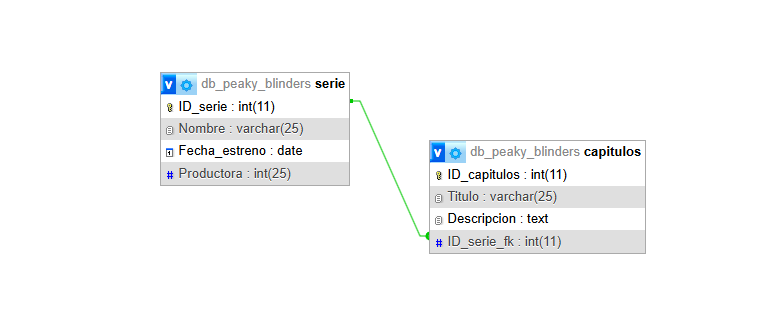 V db_peaky_blinders serie
ID_serie : int(11)
Nombre : varchar(25)
Fecha_estreno : date
# Productora : int(25)
V db_peaky_blinders capitulos
ID_capitulos : int(11)
Titulo : varchar(25)
Descripcion : text
# ID_serie_fk : int(11)